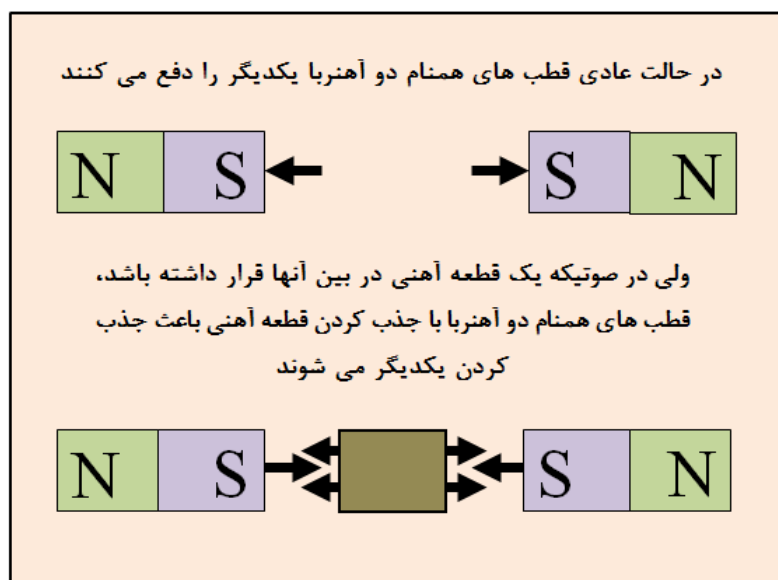 در حالت عادی قطب های همنام دو آهنربا یکدیگر را دفع می کنند
N S S N
ولی در صوتیکه یک قطعه آهنی در بین آنها قرار داشته باشد،
قطب های همنام دو آهنربا با جذب کردن قطعه آهنی باعث جذب
کردن یکدیگر می شوند
N S S N